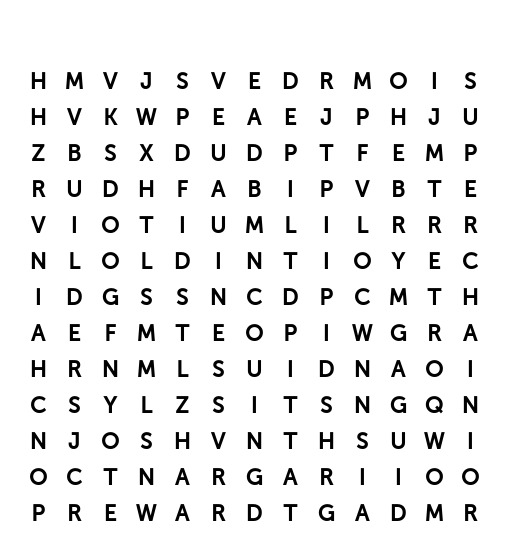 H M V J S V E D R M O I S
H V K W P E A E J P H J U
Z B S X D U D P T F E M P
R U D H F A B I P V B T E
V I O T I U M L I L R R R
N L O L D I N T I O Y E C
I D G S S N C D P C M T H
A E F M T E O P I W G R A
H R N M L S U I D N A O I
C S Y L Z S I T S N G Q N
N J O S H V N T H S U W I
O C T N A R G A R I I O O
P R E W A R D T G A D M R